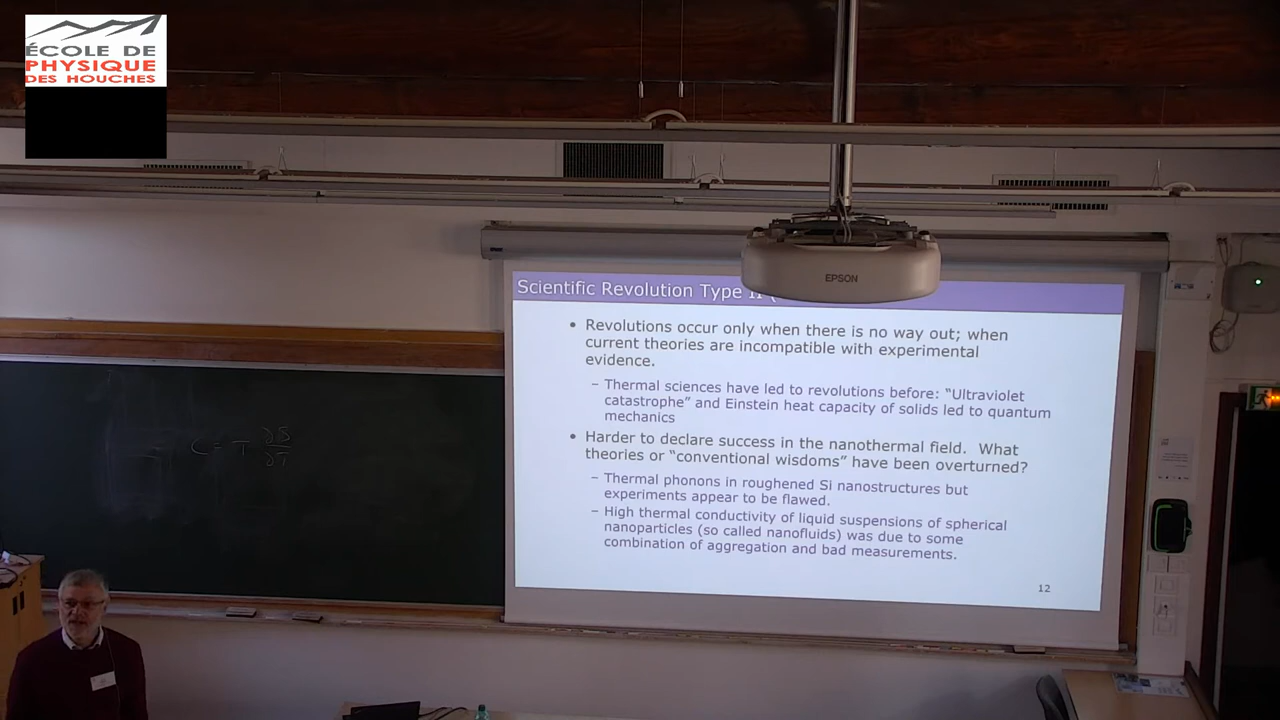 ÉCOLE DE
PHYSIQUE
DES HOUCHES
EPSON
Scientific Revolution Type II (
• Revolutions occur only when there is no way out; when
current theories are incompatible with experimental
evidence.
– Thermal sciences have led to revolutions before: “Ultraviolet
catastrophe” and Einstein heat capacity of solids led to quantum
mechanics
• Harder to declare success in the nanothermal field. What
theories or “conventional wisdoms” have been overturned?
– Thermal phonons in roughened Si nanostructures but
experiments appear to be flawed.
– High thermal conductivity of liquid suspensions of spherical
nanoparticles (so called nanofluids) was due to some
combination of aggregation and bad measurements.
12
C = T ∂S/∂T